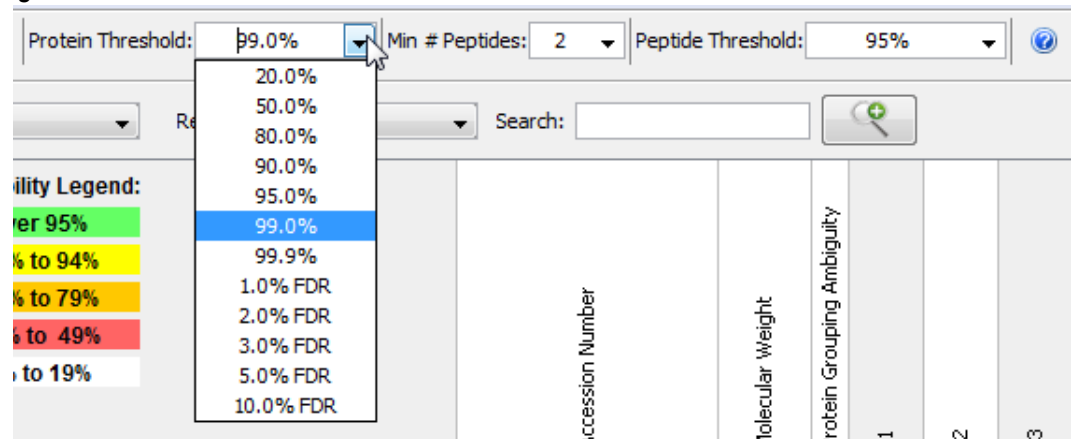 Protein Threshold: 99.0% Min # Peptides: 2 Peptide Threshold: 95%
20.0%
50.0%
80.0%
90.0%
95.0%
99.0%
99.9%
1.0% FDR
2.0% FDR
3.0% FDR
5.0% FDR
10.0% FDR
Re
Search:
ility Legend:
er 95%
% to 94%
% to 79%
% to 49%
to 19%
ccession Number
olecular Weight
rotein Grouping Ambiguity
1
2
3